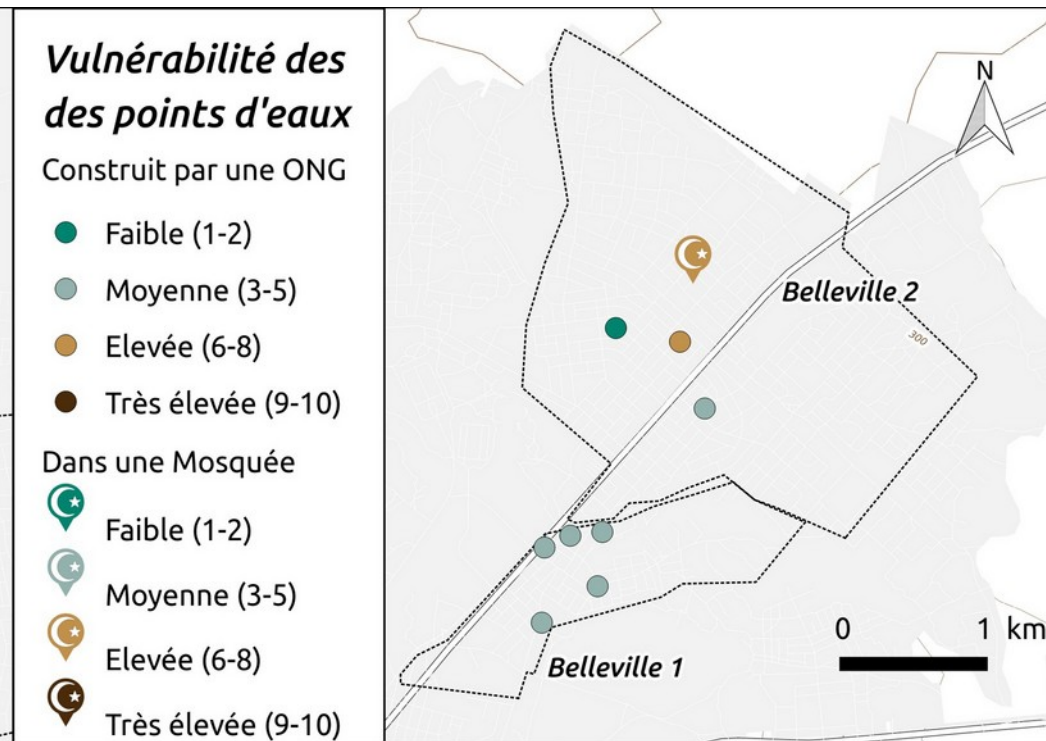 Vulnérabilité des
des points d'eaux
Construit par une ONG
Faible (1-2)
Moyenne (3-5)
Elevée (6-8)
Très élevée (9-10)
Dans une Mosquée
Faible (1-2)
Moyenne (3-5)
Elevée (6-8)
Très élevée (9-10)
N
Belleville 2
300
Belleville 1
0 1 km